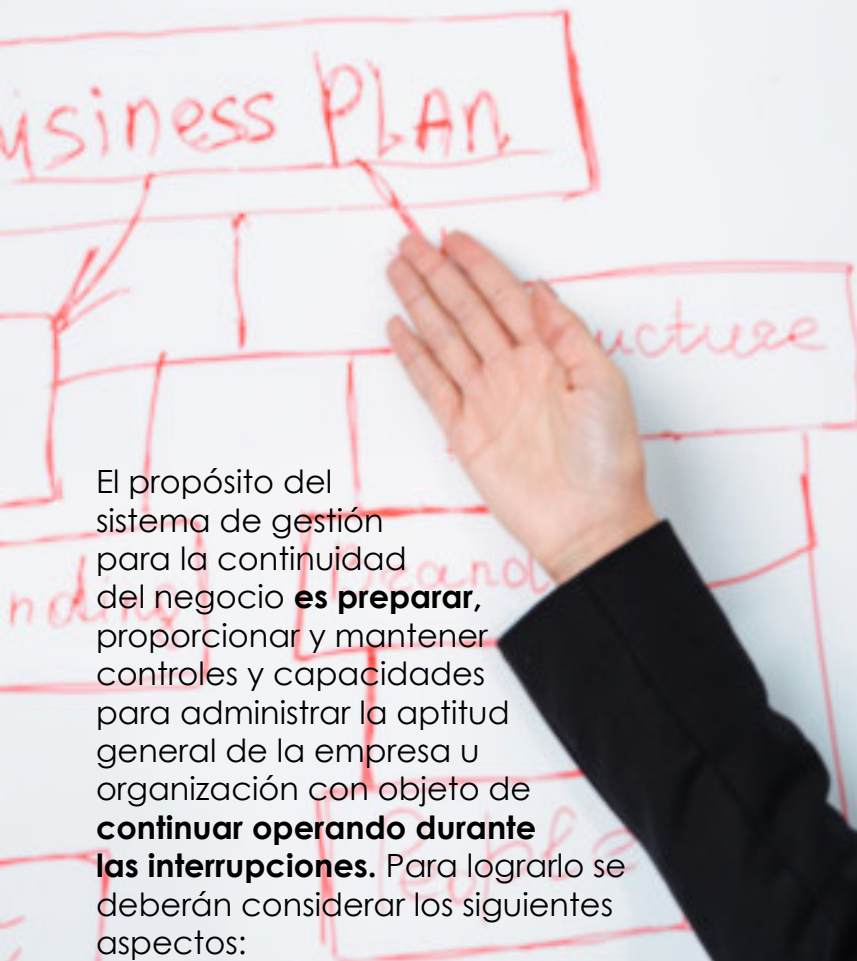 usiness PLAN
ucture
El propósito del
sistema de gestión
para la continuidad
del negocio es preparar,
proporcionar y mantener
controles y capacidades
para administrar la aptitud
general de la empresa u
organización con objeto de
continuar operando durante
las interrupciones. Para lograrlo se
deberán considerar los siguientes
aspectos: